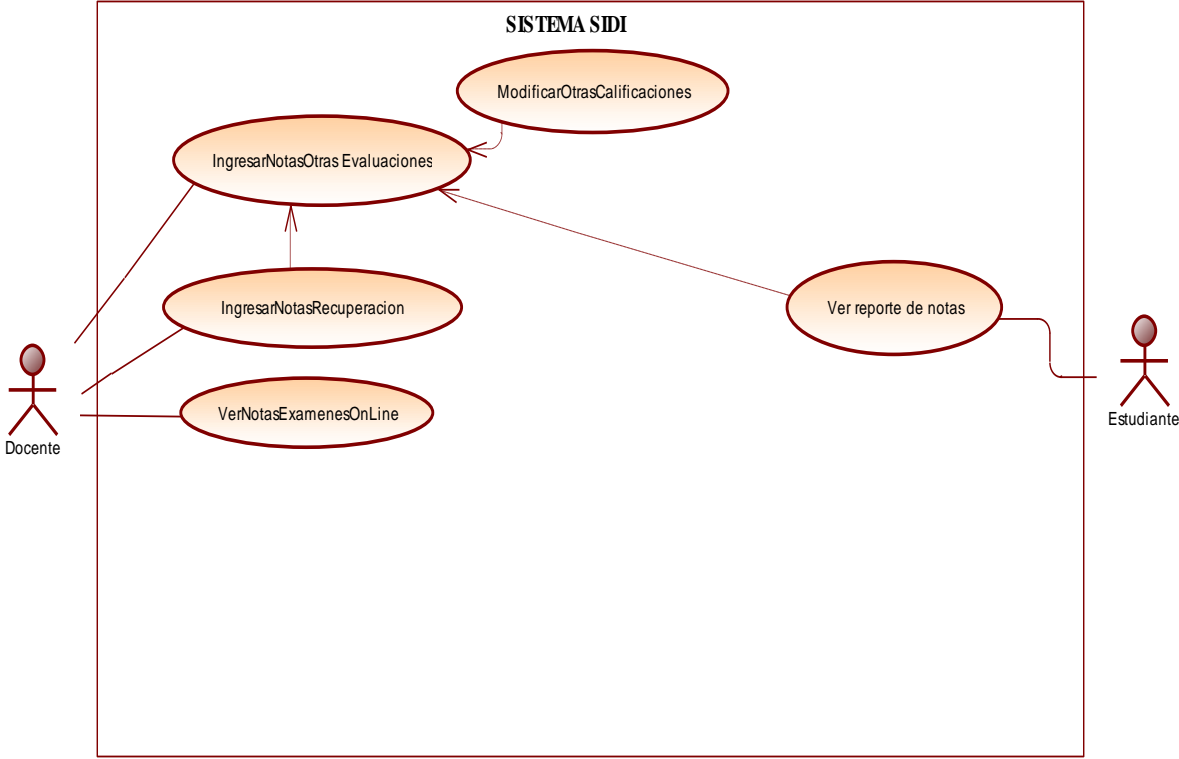 SISTEMA SIDI
ModificarOtrasCalificaciones
IngresarNotasOtras Evaluaciones
IngresarNotasRecuperacion
Ver reporte de notas
VerNotasExamenesOnLine
Docente
Estudiante